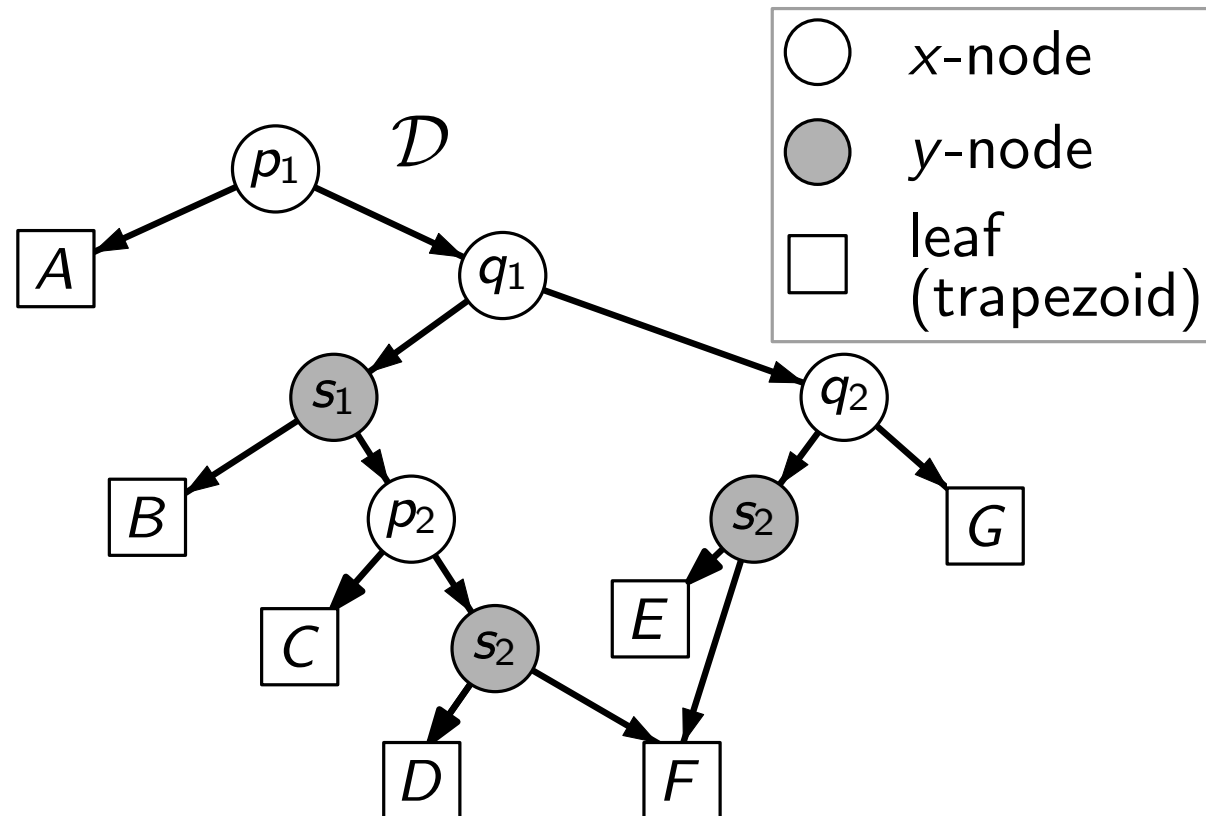 x-node
y-node
leaf
(trapezoid)
𝒟
p₁
A
q₁
s₁
q₂
B
p₂
s₂
G
C
s₂
E
D
F